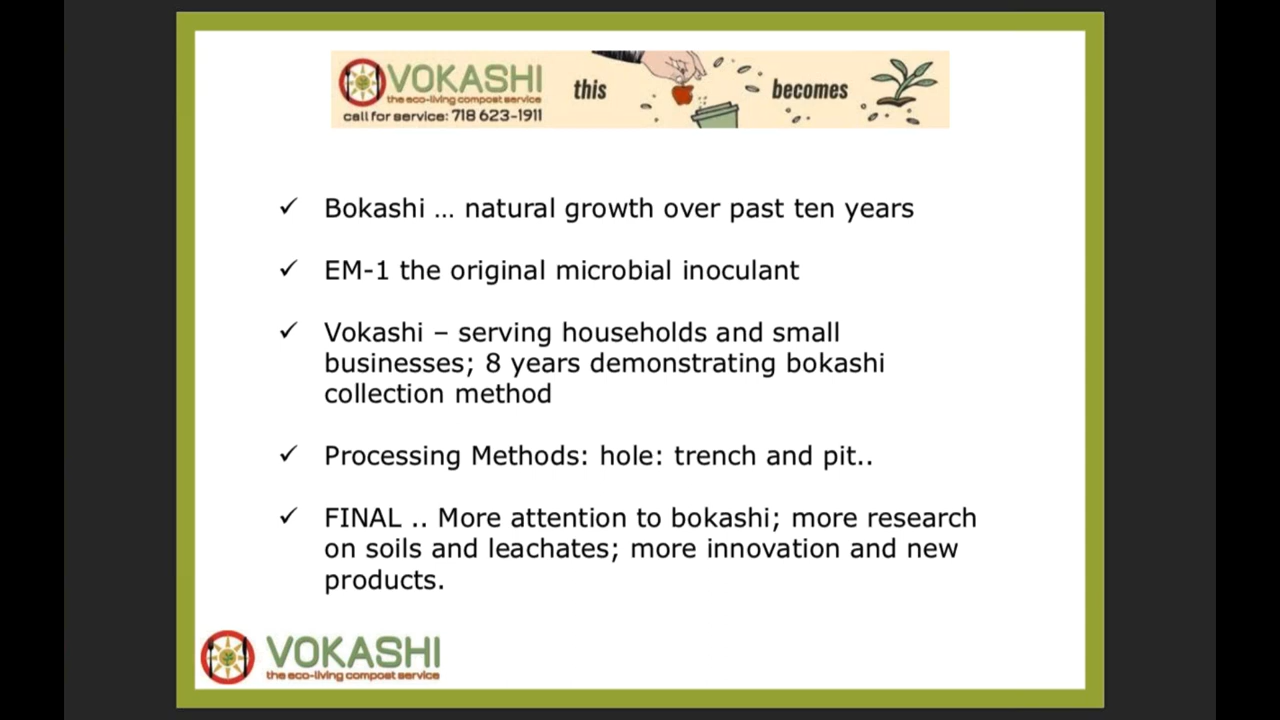 VOKASHI
the eco-living compost service
call for service: 718 623-1911
this
becomes
✓ Bokashi ... natural growth over past ten years
✓ EM-1 the original microbial inoculant
✓ Vokashi – serving households and small
businesses; 8 years demonstrating bokashi
collection method
✓ Processing Methods: hole: trench and pit..
✓ FINAL .. More attention to bokashi; more research
on soils and leachates; more innovation and new
products.
VOKASHI
the eco-living compost service